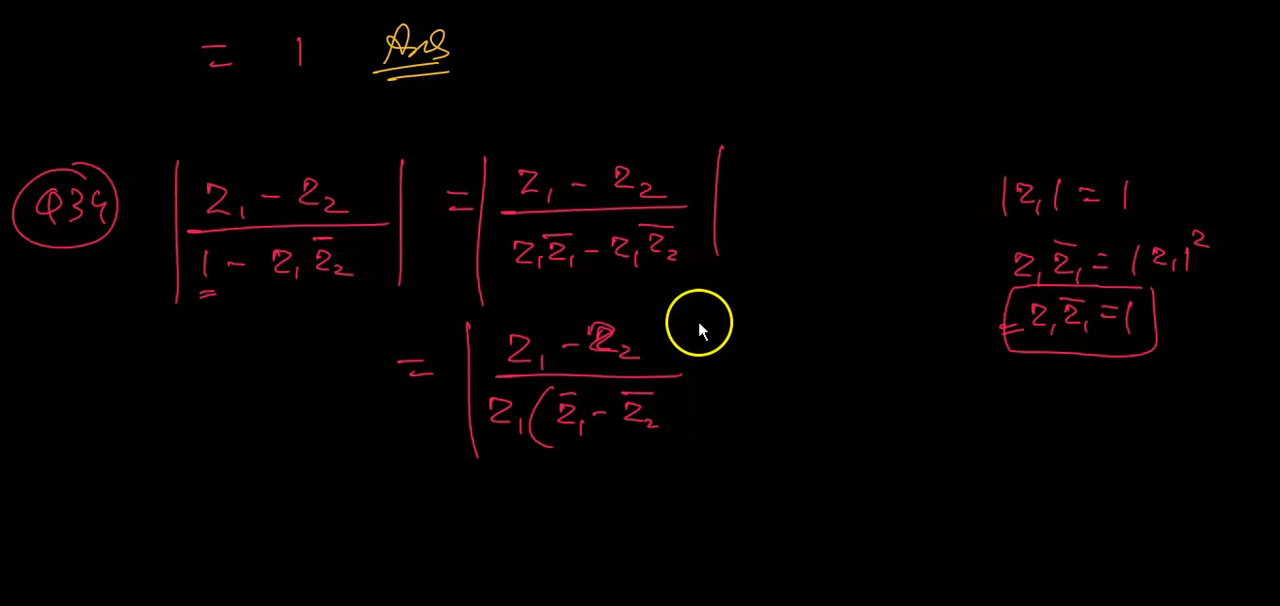 = 1 Ans
Q34 | (z₁ - z₂) / (1 - z₁z̄₂) | = | (z₁ - z₂) / (z₁z̄₁ - z₁z̄₂) |
|z₁| = 1
z₁z̄₁ = |z₁|²
= z₁z̄₁ = 1
= | (z₁ - z₂) / (z₁(z̄₁ - z̄₂